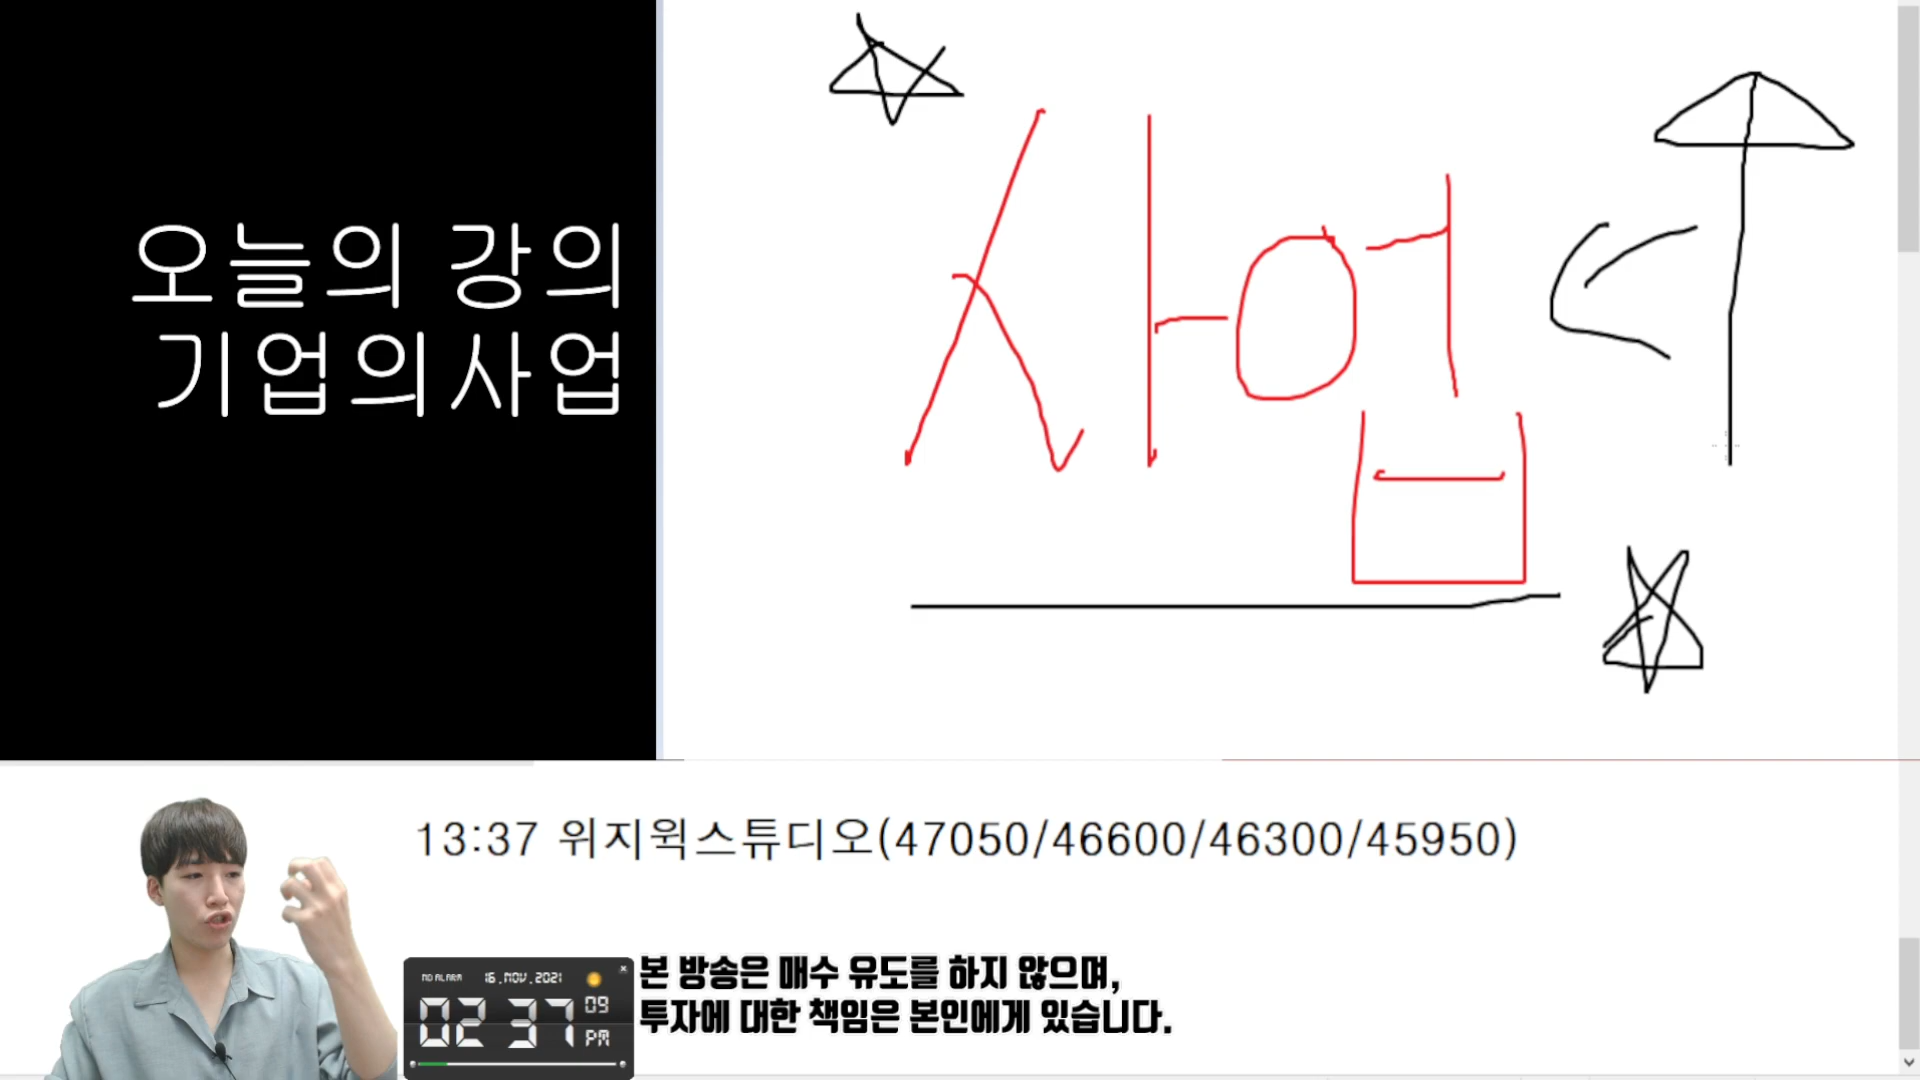 오늘의 강의
기업의사업
사업
13:37 위지윅스튜디오(47050/46600/46300/45950)
NO ALARM 16.NOV.2021
02 37 09 PM
본 방송은 매수 유도를 하지 않으며,
투자에 대한 책임은 본인에게 있습니다.